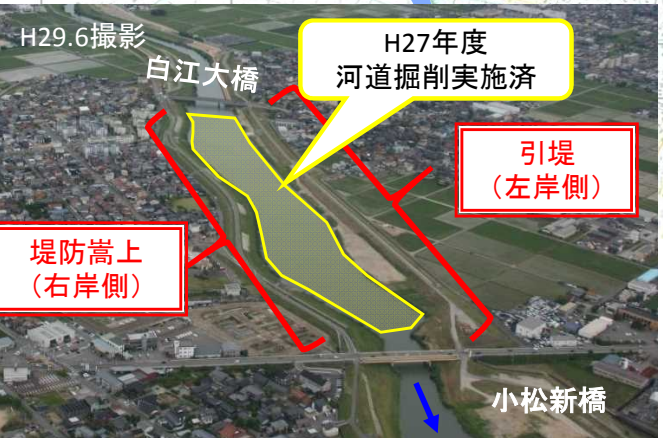 H29.6撮影
白江大橋
H27年度
河道掘削実施済
引堤
（左岸側）
堤防嵩上
（右岸側）
小松新橋